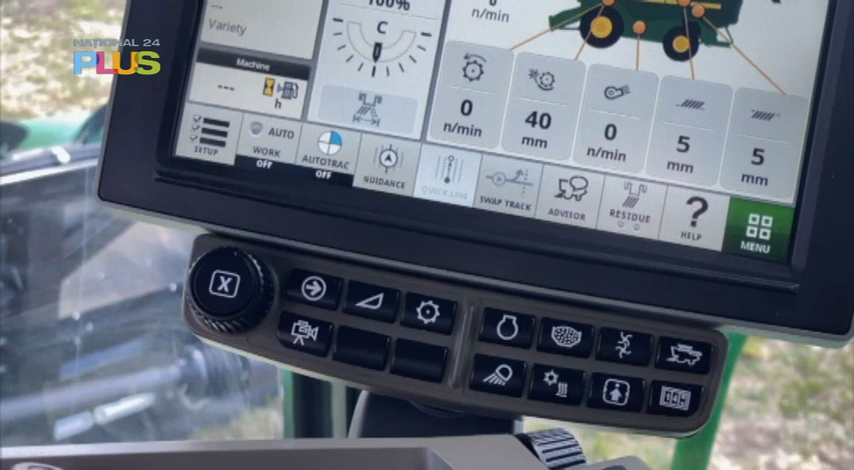 NATIONAL 24
PLUS
---
Variety
Machine
---
h
100%
C
0
n/min
0
n/min
40
mm
0
n/min
5
mm
5
mm
SETUP
AUTO
WORK
OFF
AUTOTRAC
OFF
GUIDANCE
QUICK LINE
SWAP TRACK
ADVISOR
RESIDUE
?
HELP
MENU
X